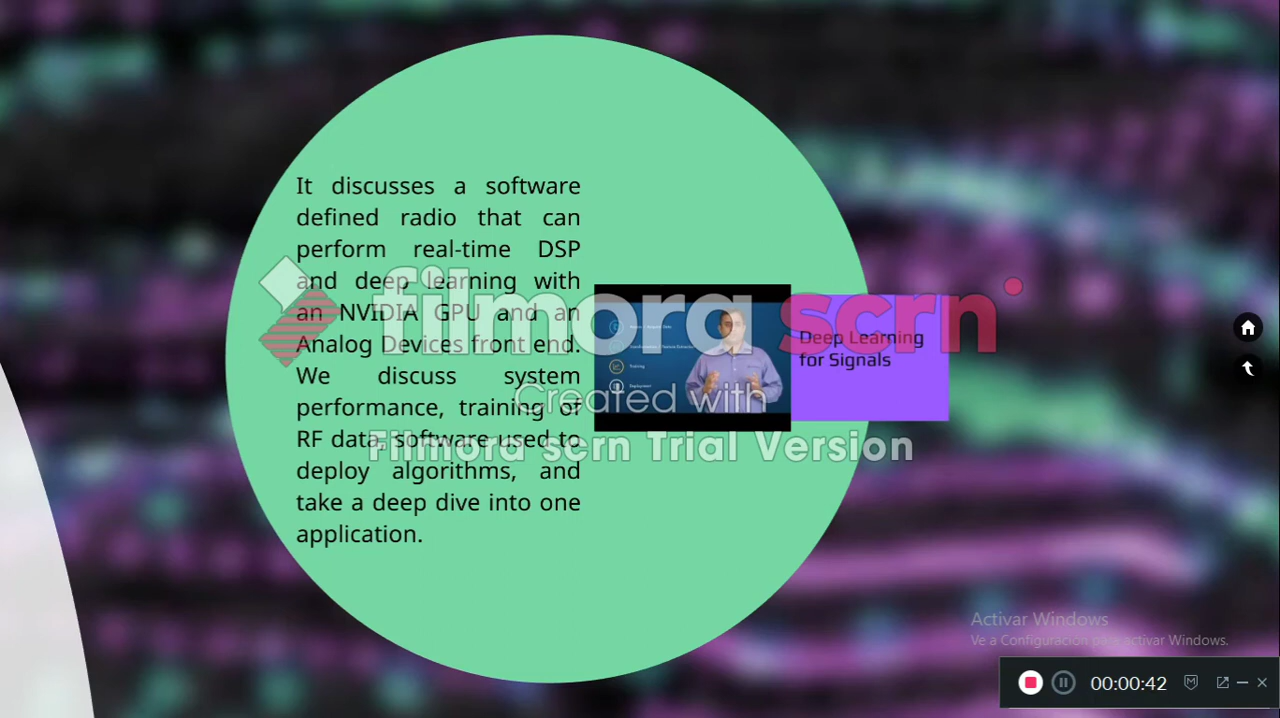 It discusses a software
defined radio that can
perform real-time DSP
and deep learning with
an NVIDIA GPU and an
Analog Devices front end.
We discuss system
performance, training of
RF data, software used to
deploy algorithms, and
take a deep dive into one
application.
filmora scrn
Created with
Filmora scrn Trial Version
Training
Deployment
Deep Learning
for Signals
Activar Windows
Ve a Configuración para activar Windows.
00:00:42